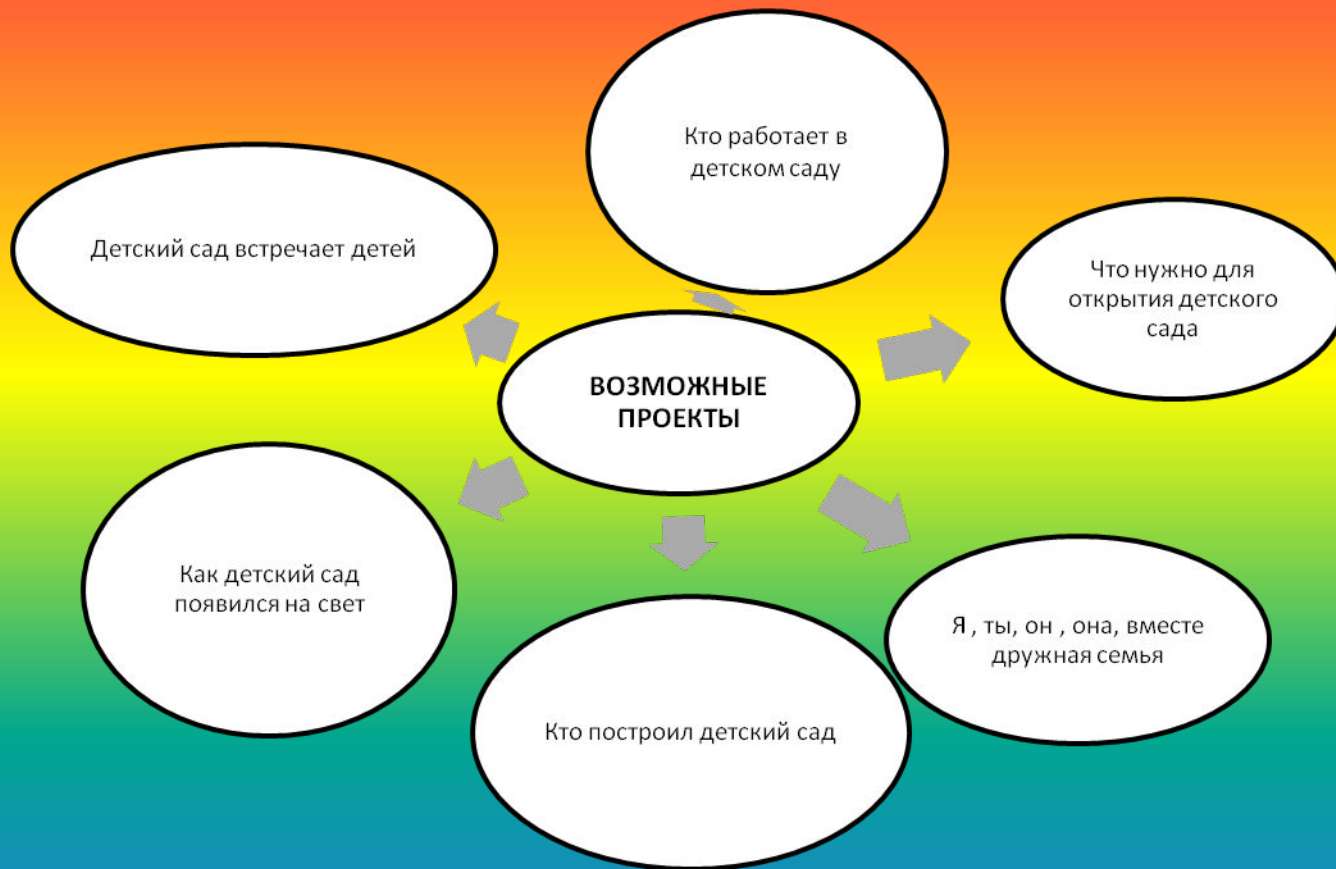 Кто работает в
детском саду
Детский сад встречает детей
Что нужно для
открытия детского
сада
ВОЗМОЖНЫЕ
ПРОЕКТЫ
Как детский сад
появился на свет
Я , ты, он , она, вместе
дружная семья
Кто построил детский сад